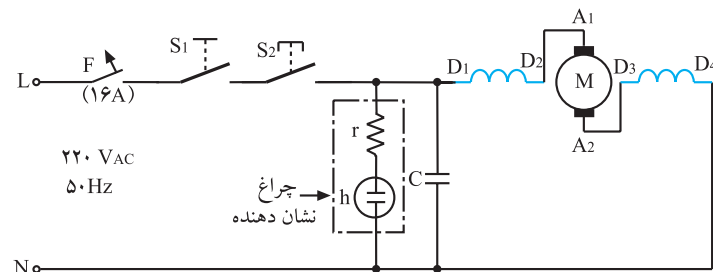 A1
S1
S2
F
L
(۱۶A)
D1
D2
M
D3
D4
A2
r
۲۲۰ VAC
۵۰Hz
چراغ
نشان دهنده
h
C
N